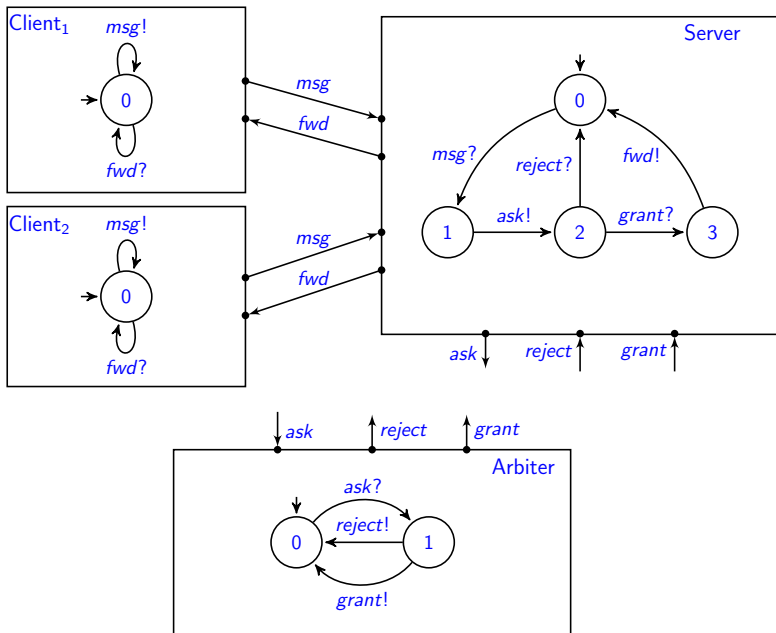 Client₁
msg!
0
fwd?
msg
fwd
Server
0
msg?
reject?
fwd!
1
ask!
2
grant?
3
Client₂
msg!
0
fwd?
msg
fwd
ask
reject
grant
ask
reject
grant
Arbiter
ask?
0
reject!
1
grant!